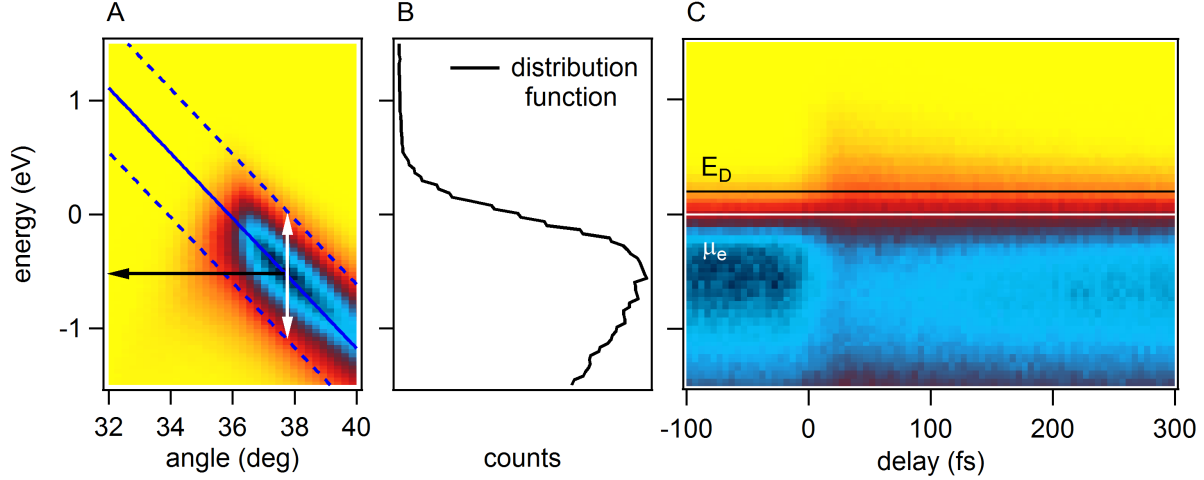 A
B
C
energy (eV)
1
0
-1
32
34
36
38
40
angle (deg)
distribution
function
counts
E_D
μ_e
-100
0
100
200
300
delay (fs)